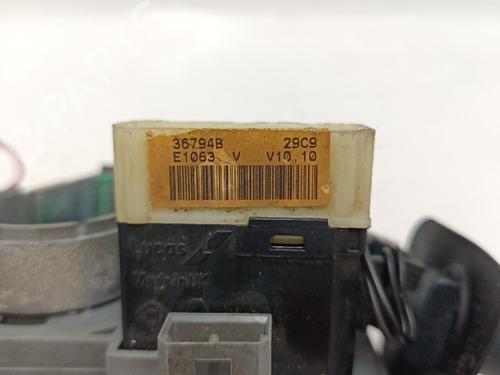 36794B 29C9
E1063 V V10.10
LUCAS
Made in UK